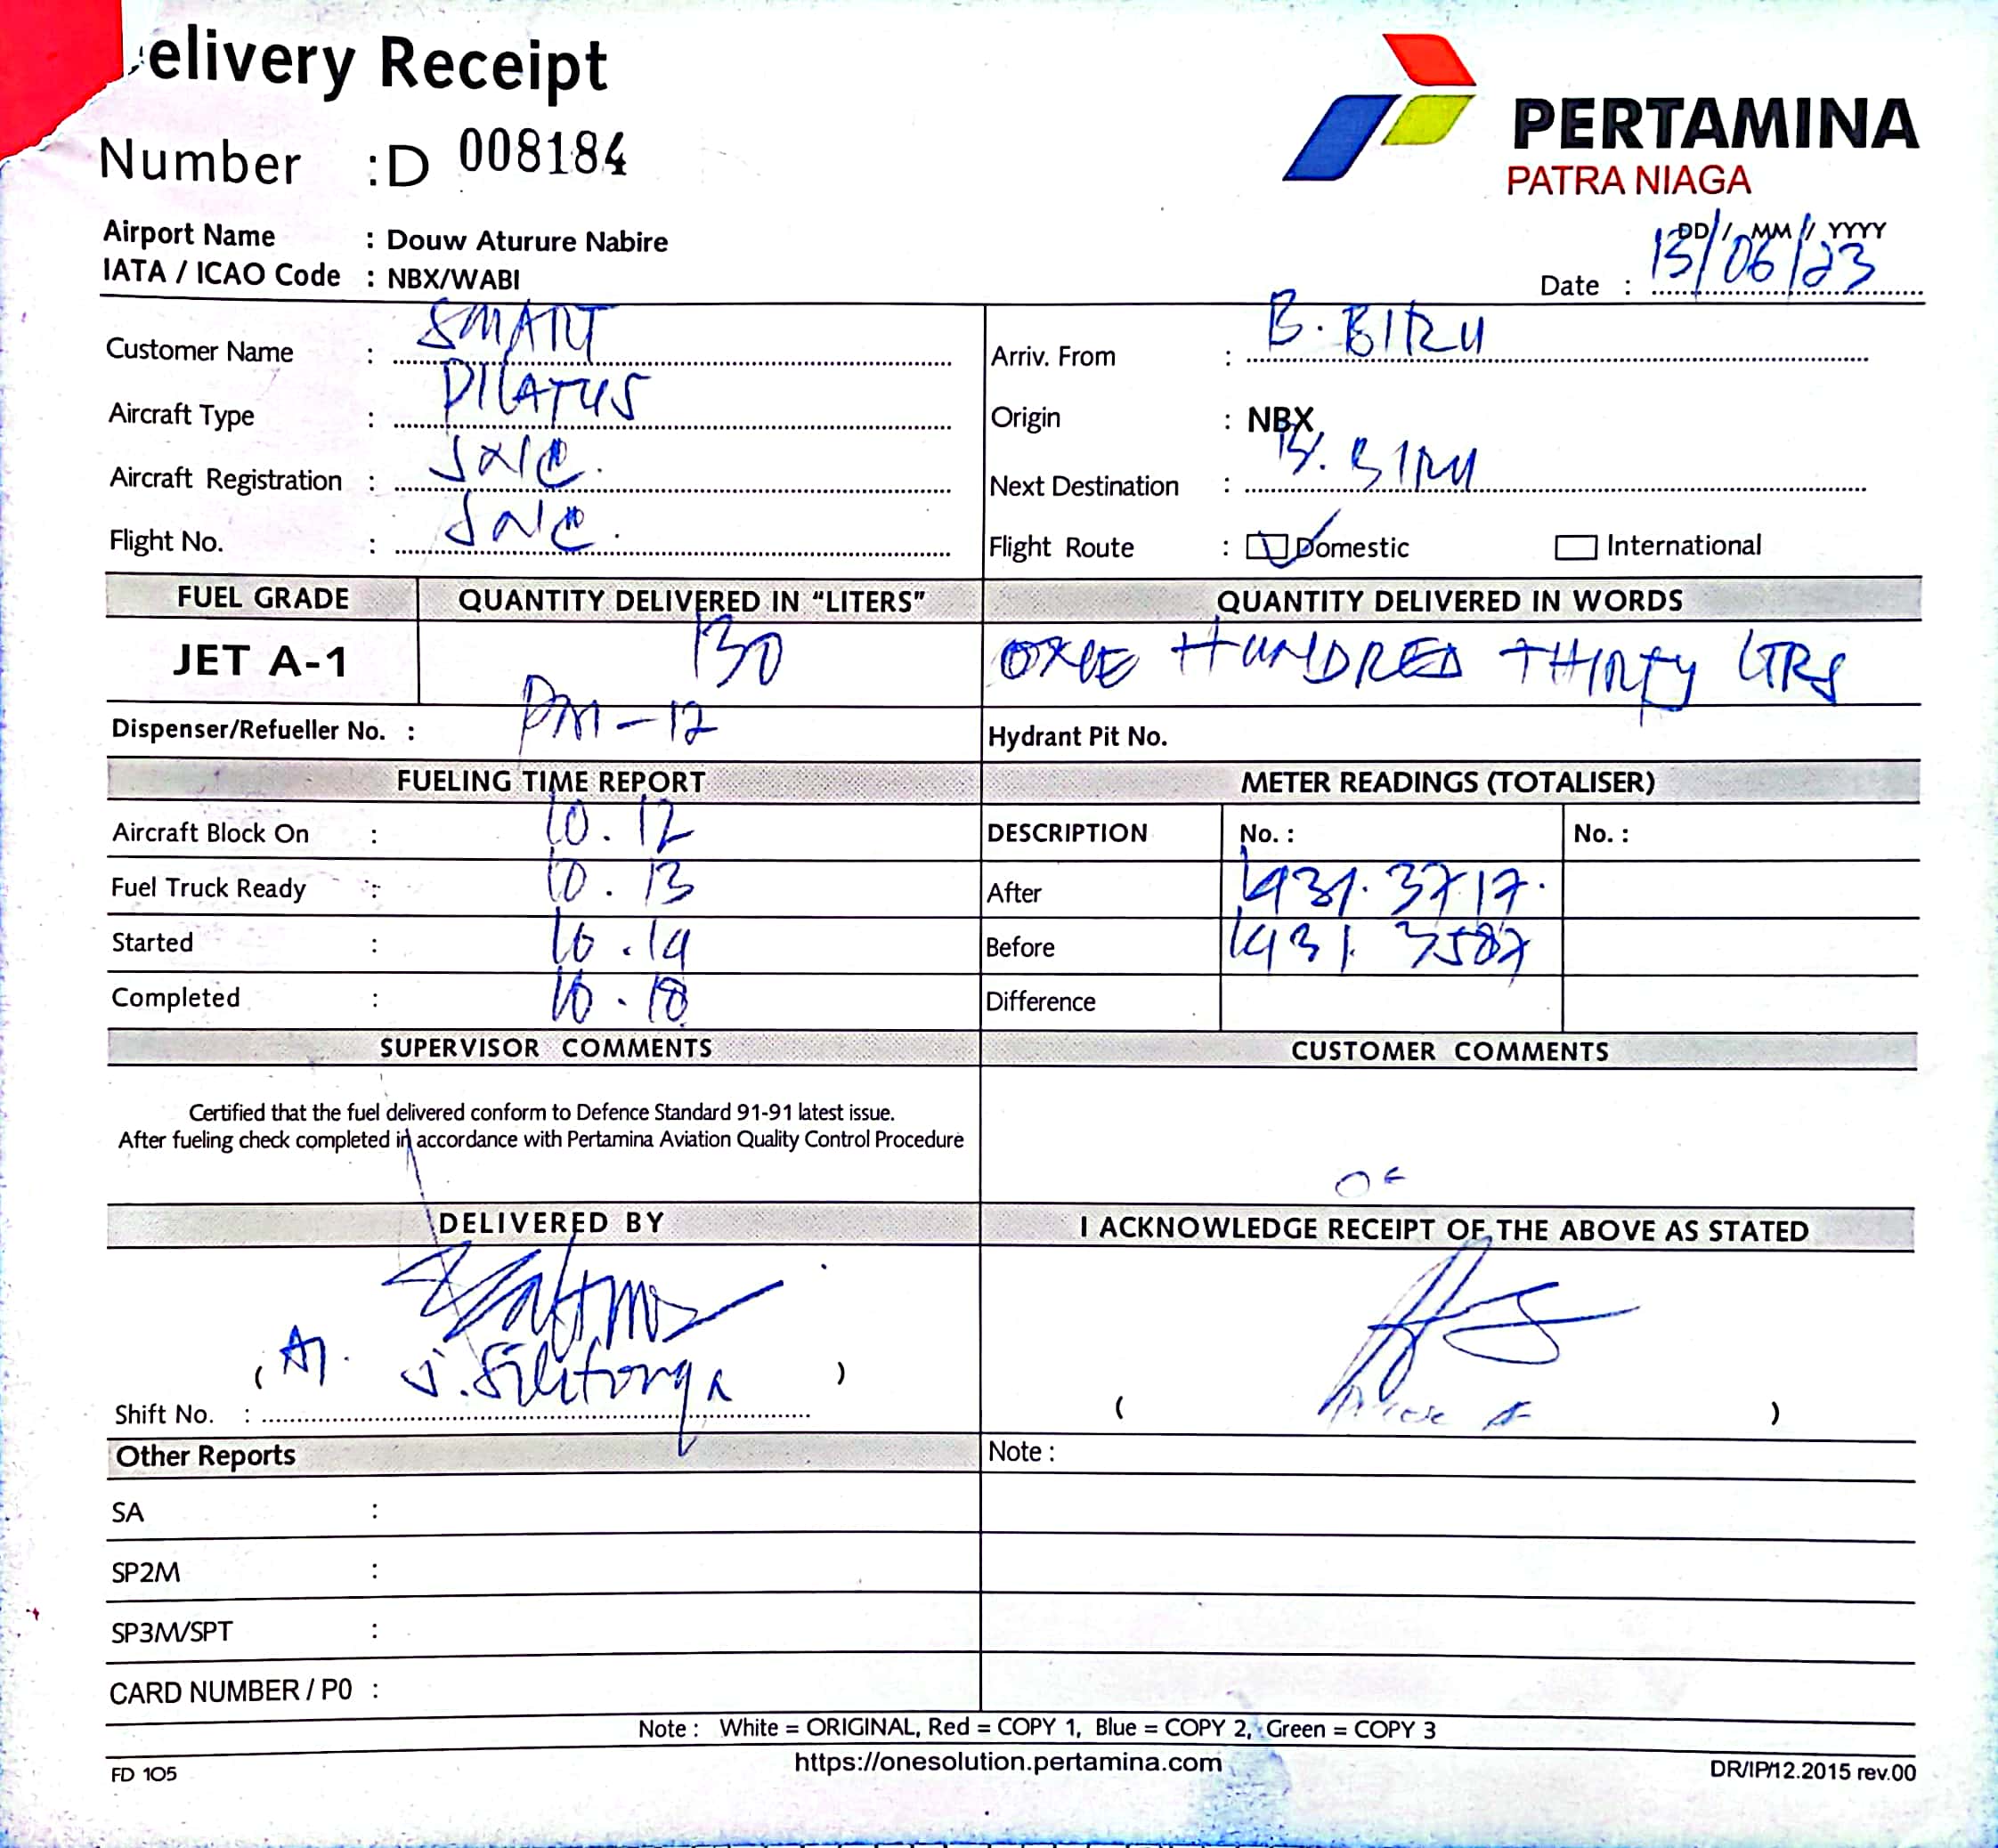 elivery Receipt
Number : D 008184
PERTAMINA
PATRA NIAGA
Airport Name : Douw Aturure Nabire
IATA / ICAO Code : NBX/WABI
DD / MM / YYYY
Date : 13/06/23
Customer Name : SMART
Arriv. From : B. BIRU
Aircraft Type : PILATUS
Origin : NBX
Aircraft Registration :
Next Destination : B. BIRU
Flight No. :
Flight Route : Domestic International
FUEL GRADE QUANTITY DELIVERED IN "LITERS" QUANTITY DELIVERED IN WORDS
JET A-1 130 ONE HUNDRED THIRTY LTRS
Dispenser/Refueller No. : PM-12 Hydrant Pit No.
FUELING TIME REPORT METER READINGS (TOTALISER)
Aircraft Block On : 10.12 DESCRIPTION No. : No. :
Fuel Truck Ready : 10.13 After 1931.3717.
Started : 10.14 Before 1931.3587
Completed : 10.18 Difference
SUPERVISOR COMMENTS CUSTOMER COMMENTS
Certified that the fuel delivered conform to Defence Standard 91-91 latest issue.
After fueling check completed in accordance with Pertamina Aviation Quality Control Procedure
DELIVERED BY I ACKNOWLEDGE RECEIPT OF THE ABOVE AS STATED
( J. Silitonga )
Shift No. :
( )
Other Reports Note :
SA :
SP2M :
SP3M/SPT :
CARD NUMBER / P0 :
Note : White = ORIGINAL, Red = COPY 1, Blue = COPY 2, Green = COPY 3
https://onesolution.pertamina.com
FD 105 DR/IP/12.2015 rev.00